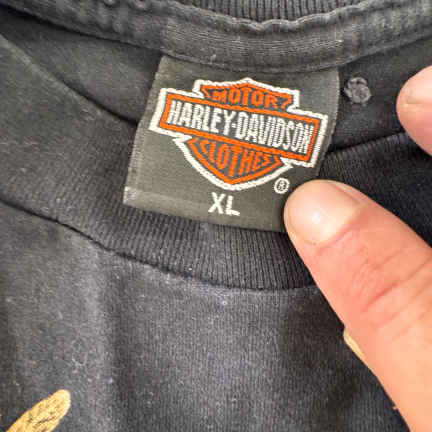 MOTOR
HARLEY-DAVIDSON
CLOTHES
®
XL